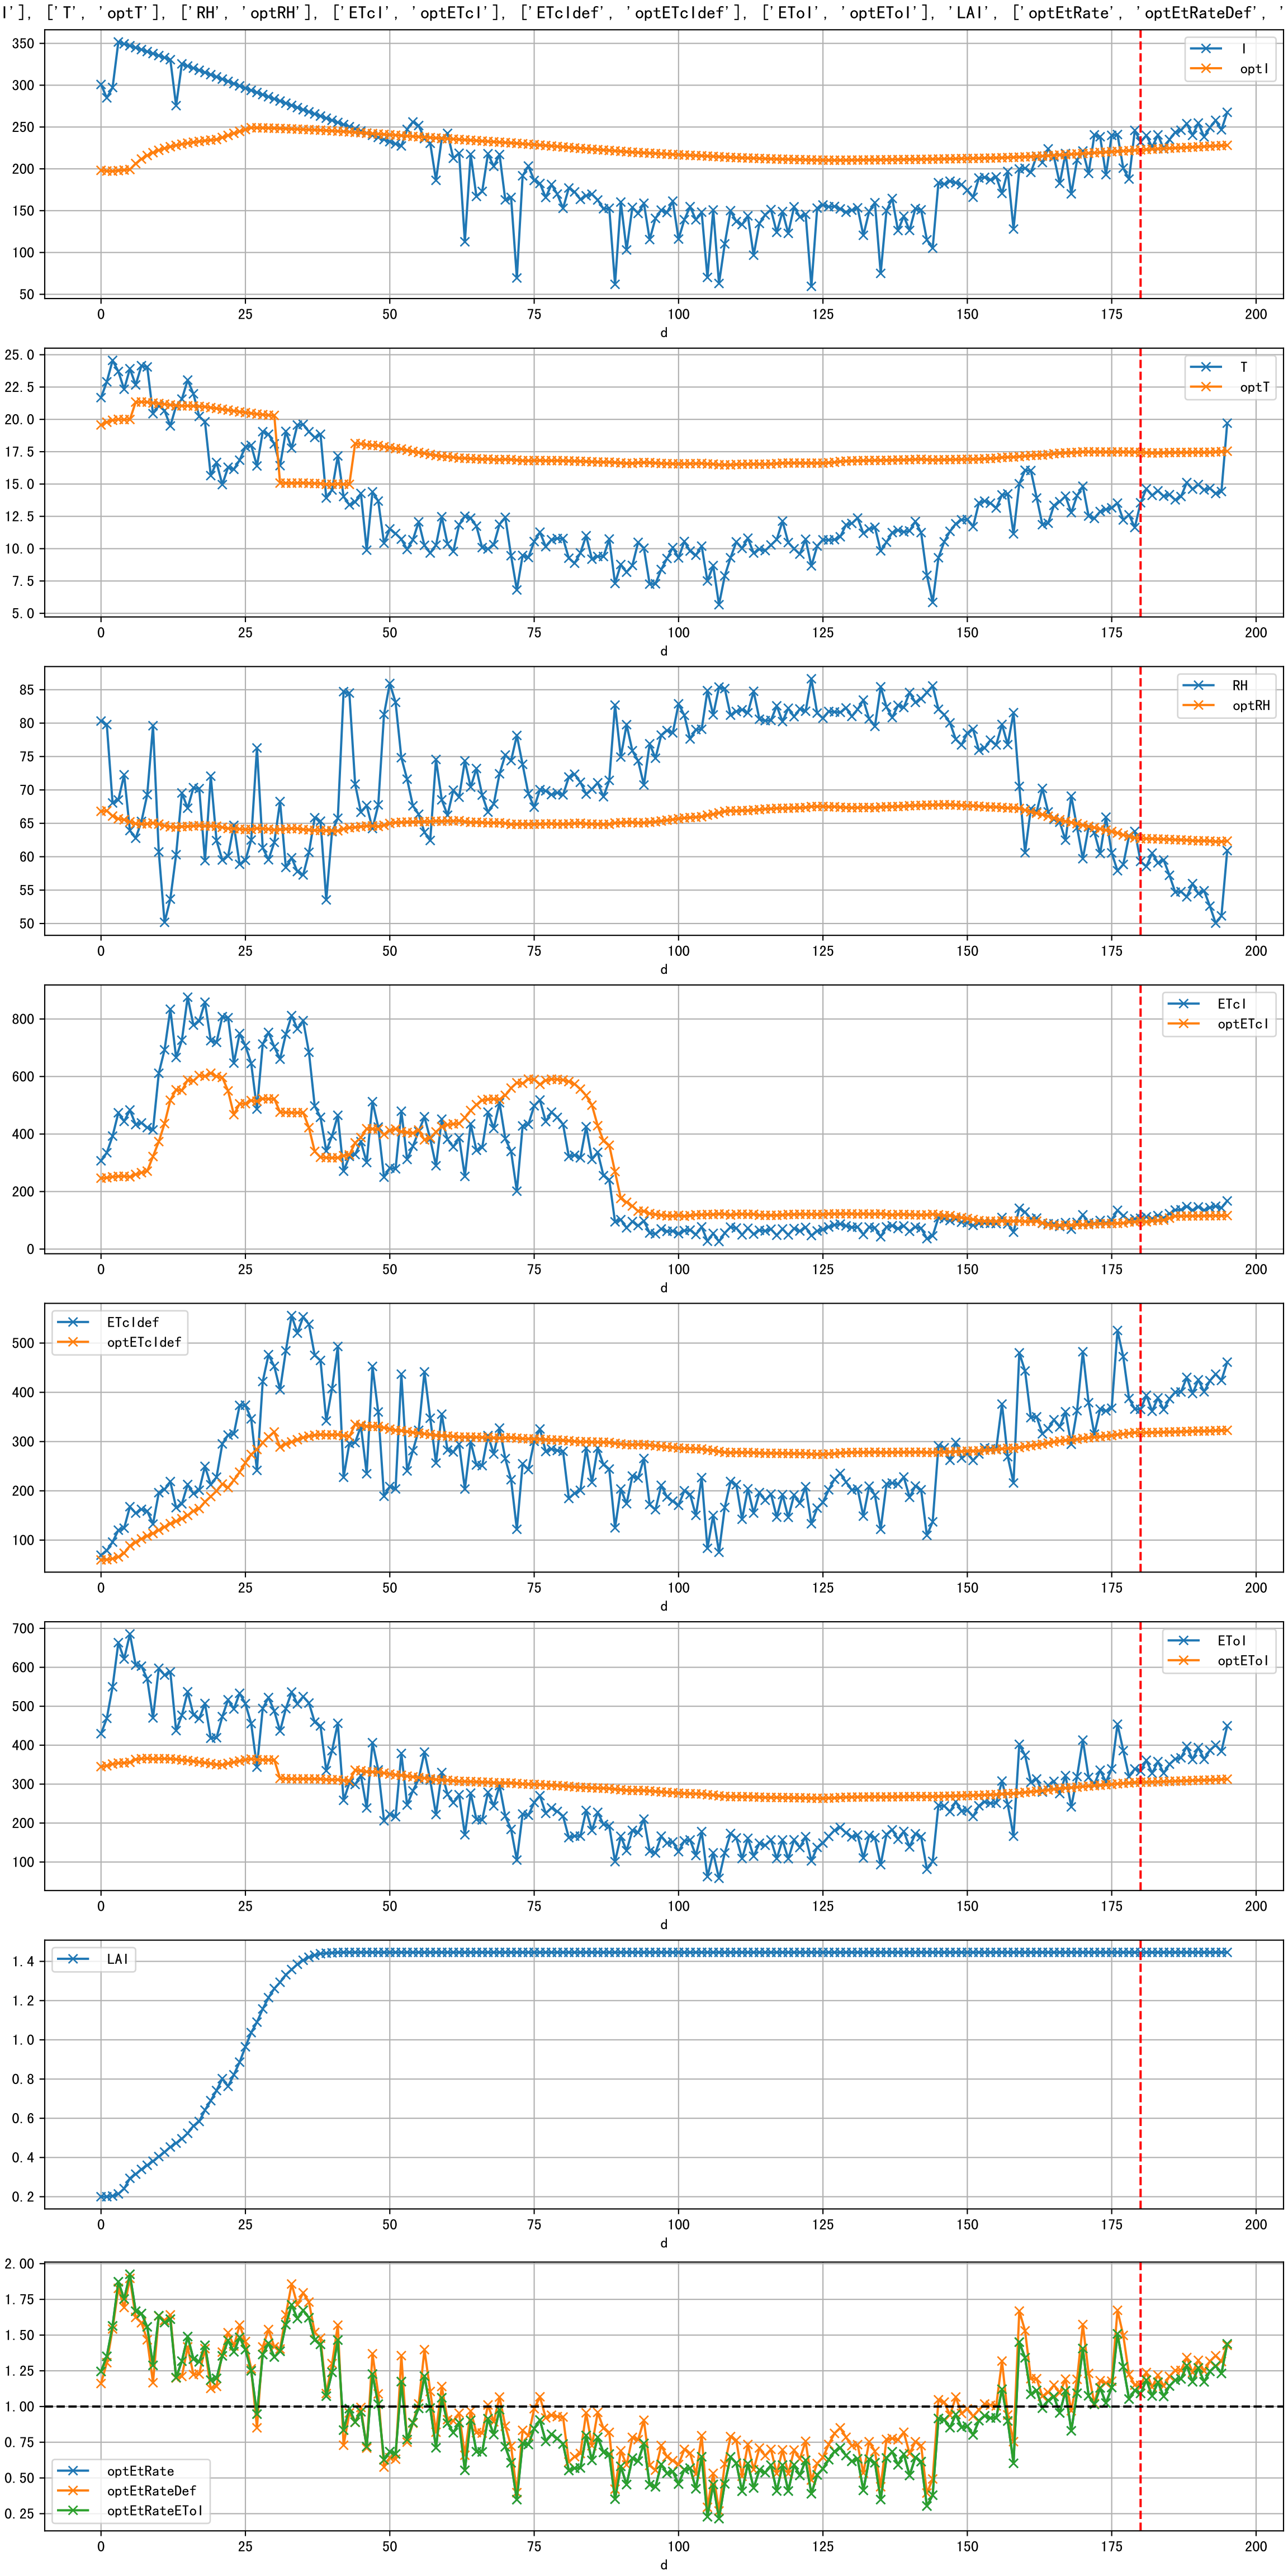 I'], ['T', 'optT'], ['RH', 'optRH'], ['ETcI', 'optETcI'], ['ETcIdef', 'optETcIdef'], ['EToI', 'optEToI'], 'LAI', ['optEtRate', 'optEtRateDef', '
350
300
250
200
150
100
50
I
optI
0 25 50 75 100 125 150 175 200
d
25.0
22.5
20.0
17.5
15.0
12.5
10.0
7.5
5.0
T
optT
0 25 50 75 100 125 150 175 200
d
85
80
75
70
65
60
55
50
RH
optRH
0 25 50 75 100 125 150 175 200
d
800
600
400
200
0
ETcI
optETcI
0 25 50 75 100 125 150 175 200
d
500
400
300
200
100
ETcIdef
optETcIdef
0 25 50 75 100 125 150 175 200
d
700
600
500
400
300
200
100
EToI
optEToI
0 25 50 75 100 125 150 175 200
d
1.4
1.2
1.0
0.8
0.6
0.4
0.2
LAI
0 25 50 75 100 125 150 175 200
d
2.00
1.75
1.50
1.25
1.00
0.75
0.50
0.25
optEtRate
optEtRateDef
optEtRateEToI
0 25 50 75 100 125 150 175 200
d